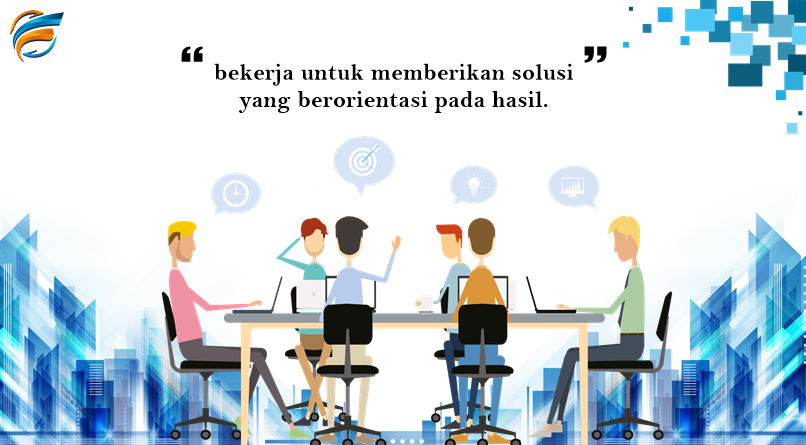 “ bekerja untuk memberikan solusi ”
yang berorientasi pada hasil.